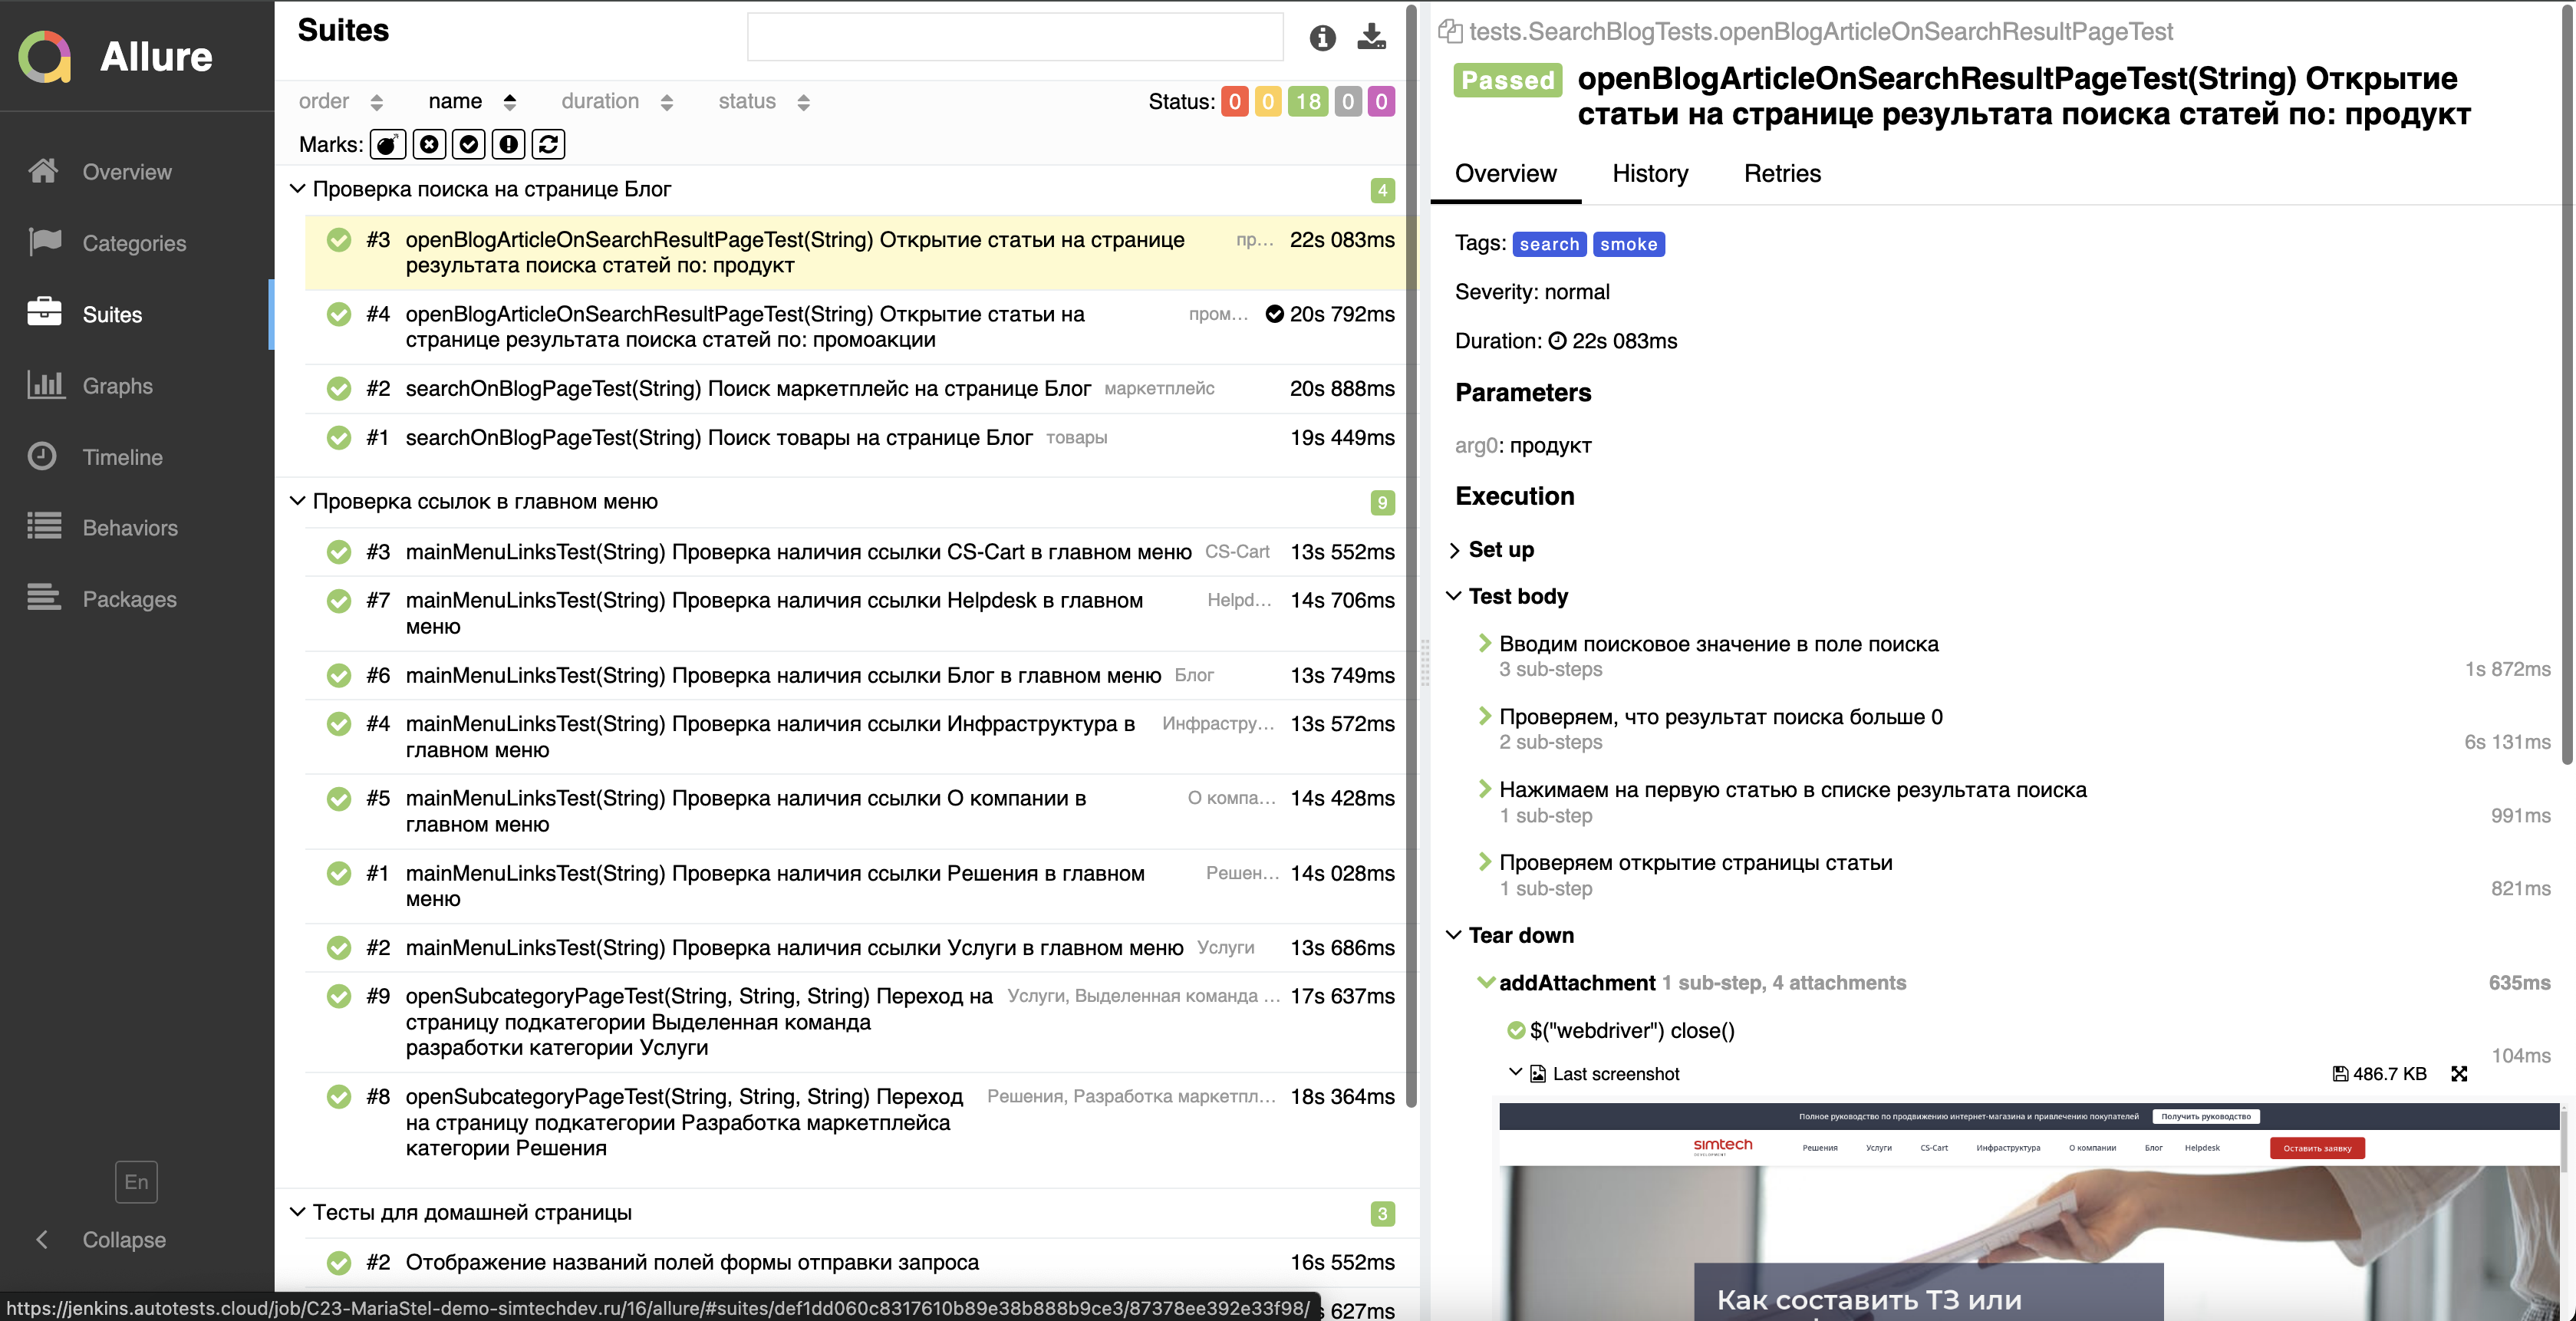 Allure
Overview
Categories
Suites
Graphs
Timeline
Behaviors
Packages
En
Collapse
Suites
order name duration status
Status: 0 0 18 0 0
Marks:
Проверка поиска на странице Блог 4
#3 openBlogArticleOnSearchResultPageTest(String) Открытие статьи на странице пр... 22s 083ms
результата поиска статей по: продукт
#4 openBlogArticleOnSearchResultPageTest(String) Открытие статьи на пром... 20s 792ms
странице результата поиска статей по: промоакции
#2 searchOnBlogPageTest(String) Поиск маркетплейс на странице Блог маркетплейс 20s 888ms
#1 searchOnBlogPageTest(String) Поиск товары на странице Блог товары 19s 449ms
Проверка ссылок в главном меню 9
#3 mainMenuLinksTest(String) Проверка наличия ссылки CS-Cart в главном меню CS-Cart 13s 552ms
#7 mainMenuLinksTest(String) Проверка наличия ссылки Helpdesk в главном Helpd... 14s 706ms
меню
#6 mainMenuLinksTest(String) Проверка наличия ссылки Блог в главном меню Блог 13s 749ms
#4 mainMenuLinksTest(String) Проверка наличия ссылки Инфраструктура в Инфрастру... 13s 572ms
главном меню
#5 mainMenuLinksTest(String) Проверка наличия ссылки О компании в О компа... 14s 428ms
главном меню
#1 mainMenuLinksTest(String) Проверка наличия ссылки Решения в главном Решен... 14s 028ms
меню
#2 mainMenuLinksTest(String) Проверка наличия ссылки Услуги в главном меню Услуги 13s 686ms
#9 openSubcategoryPageTest(String, String, String) Переход на Услуги, Выделенная команда ... 17s 637ms
страницу подкатегории Выделенная команда
разработки категории Услуги
#8 openSubcategoryPageTest(String, String, String) Переход Решения, Разработка маркетпл... 18s 364ms
на страницу подкатегории Разработка маркетплейса
категории Решения
Тесты для домашней страницы 3
#2 Отображение названий полей формы отправки запроса 16s 552ms
627ms
https://jenkins.autotests.cloud/job/C23-MariaStel-demo-simtechdev.ru/16/allure/#suites/def1dd060c8317610b89e38b888b9ce3/87378ee392e33f98/
tests.SearchBlogTests.openBlogArticleOnSearchResultPageTest
Passed openBlogArticleOnSearchResultPageTest(String) Открытие
статьи на странице результата поиска статей по: продукт
Overview History Retries
Tags: search smoke
Severity: normal
Duration: 22s 083ms
Parameters
arg0: продукт
Execution
Set up
Test body
Вводим поисковое значение в поле поиска
3 sub-steps 1s 872ms
Проверяем, что результат поиска больше 0
2 sub-steps 6s 131ms
Нажимаем на первую статью в списке результата поиска
1 sub-step 991ms
Проверяем открытие страницы статьи
1 sub-step 821ms
Tear down
addAttachment 1 sub-step, 4 attachments 635ms
$("webdriver") close()
104ms
Last screenshot 486.7 KB
Полное руководство по продвижению интернет-магазина и привлечению покупателей Получить руководство
simtech Решения Услуги CS-Cart Инфраструктура О компании Блог Helpdesk Оставить заявку
DEVELOPMENT
Как составить ТЗ или